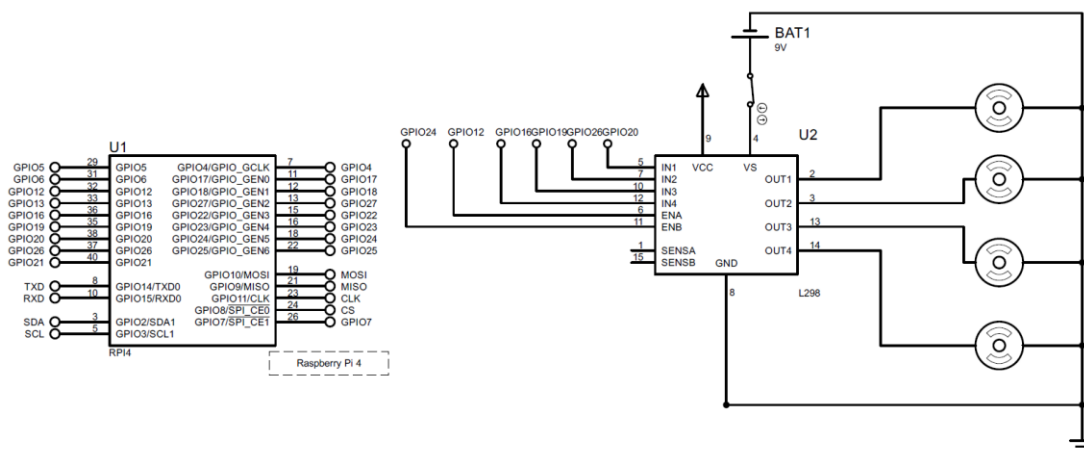 BAT1
9V
GPIO24 GPIO12 GPIO16 GPIO19 GPIO26 GPIO20
9
4
U2
5 IN1 VCC VS
7 IN2 OUT1 2
10 IN3 OUT2 3
12 IN4
6 ENA OUT3 13
11 ENB
1 SENSA OUT4 14
15 SENSB
GND
8
L298
U1
GPIO5 29 GPIO5 GPIO4/GPIO_GCLK 7 GPIO4
GPIO6 31 GPIO6 GPIO17/GPIO_GEN0 11 GPIO17
GPIO12 32 GPIO12 GPIO18/GPIO_GEN1 12 GPIO18
GPIO13 33 GPIO13 GPIO27/GPIO_GEN2 13 GPIO27
GPIO16 36 GPIO16 GPIO22/GPIO_GEN3 15 GPIO22
GPIO19 35 GPIO19 GPIO23/GPIO_GEN4 16 GPIO23
GPIO20 38 GPIO20 GPIO24/GPIO_GEN5 18 GPIO24
GPIO26 37 GPIO26 GPIO25/GPIO_GEN6 22 GPIO25
GPIO21 40 GPIO21
GPIO10/MOSI 19 MOSI
TXD 8 GPIO14/TXD0 GPIO9/MISO 21 MISO
RXD 10 GPIO15/RXD0 GPIO11/CLK 23 CLK
GPIO8/SPI_CE0 24 CS
SDA 3 GPIO2/SDA1 GPIO7/SPI_CE1 26 GPIO7
SCL 5 GPIO3/SCL1
RPI4
Raspberry Pi 4